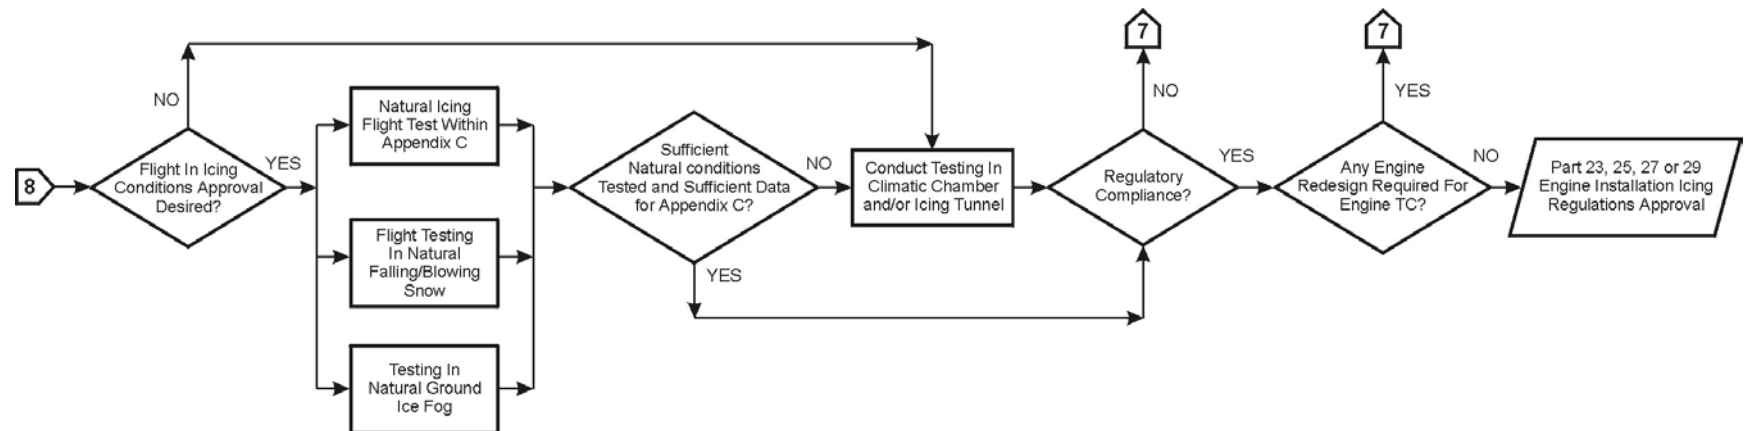 8
Flight In Icing
Conditions Approval
Desired?
NO
YES
Natural Icing
Flight Test Within
Appendix C
Flight Testing
In Natural
Falling/Blowing
Snow
Testing In
Natural Ground
Ice Fog
Sufficient
Natural conditions
Tested and Sufficient Data
for Appendix C?
NO
YES
Conduct Testing In
Climatic Chamber
and/or Icing Tunnel
7
NO
Regulatory
Compliance?
YES
7
YES
Any Engine
Redesign Required For
Engine TC?
NO
Part 23, 25, 27 or 29
Engine Installation Icing
Regulations Approval